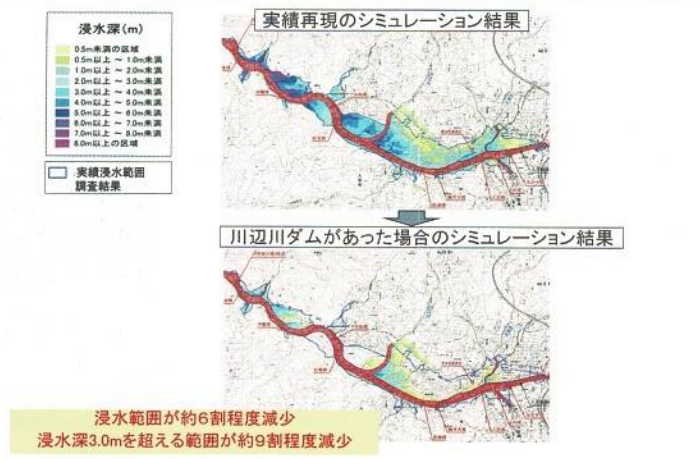 浸水深(m)
0.5m未満の区域
0.5m以上 ～ 1.0m未満
1.0m以上 ～ 2.0m未満
2.0m以上 ～ 3.0m未満
3.0m以上 ～ 4.0m未満
4.0m以上 ～ 5.0m未満
5.0m以上 ～ 6.0m未満
6.0m以上 ～ 7.0m未満
7.0m以上 ～ 8.0m未満
8.0m以上の区域
実績浸水範囲
調査結果
実績再現のシミュレーション結果
川辺川ダムがあった場合のシミュレーション結果
浸水範囲が約6割程度減少
浸水深3.0mを超える範囲が約9割程度減少